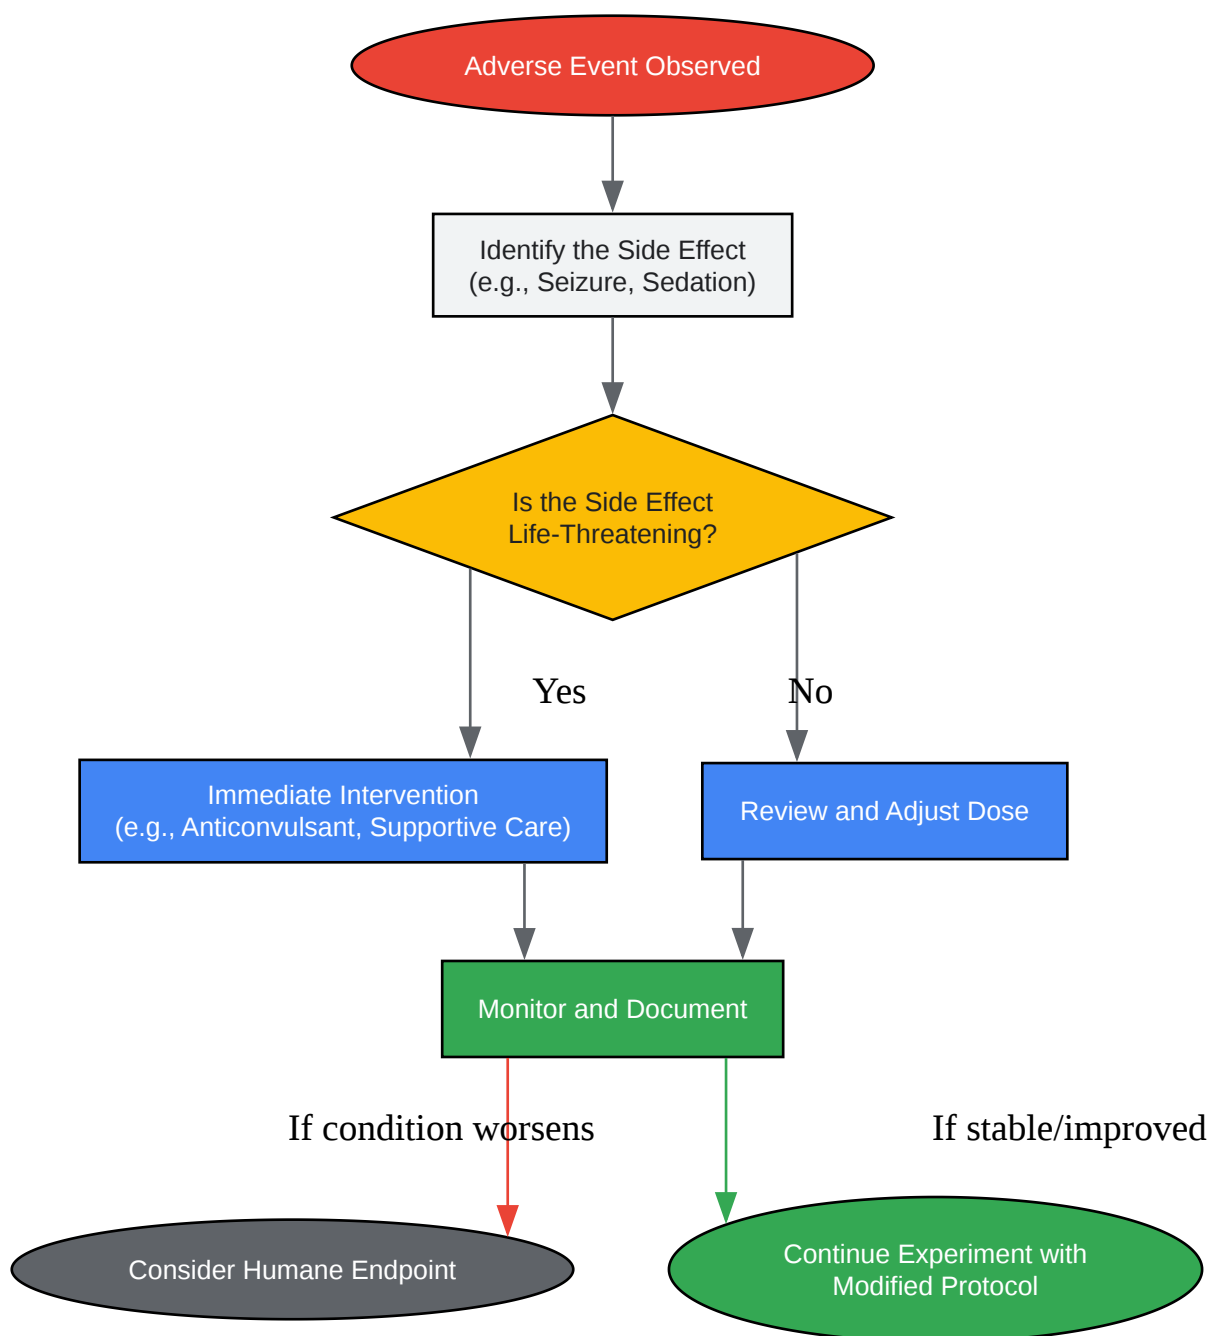 Adverse Event Observed
Identify the Side Effect
(e.g., Seizure, Sedation)
Is the Side Effect
Life-Threatening?
Yes
No
Immediate Intervention
(e.g., Anticonvulsant, Supportive Care)
Review and Adjust Dose
Monitor and Document
If condition worsens
If stable/improved
Consider Humane Endpoint
Continue Experiment with
Modified Protocol